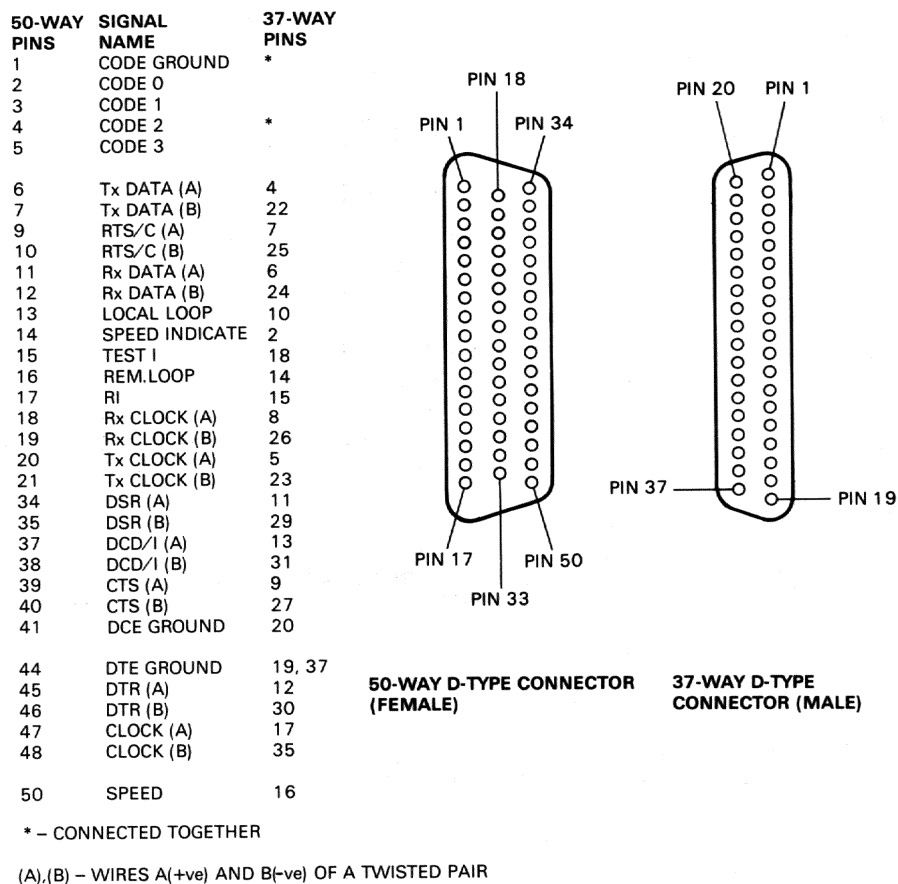 50-WAY SIGNAL 37-WAY
PINS NAME PINS
1 CODE GROUND *
2 CODE 0
3 CODE 1
4 CODE 2 *
5 CODE 3
6 Tx DATA (A) 4
7 Tx DATA (B) 22
9 RTS/C (A) 7
10 RTS/C (B) 25
11 Rx DATA (A) 6
12 Rx DATA (B) 24
13 LOCAL LOOP 10
14 SPEED INDICATE 2
15 TEST I 18
16 REM.LOOP 14
17 RI 15
18 Rx CLOCK (A) 8
19 Rx CLOCK (B) 26
20 Tx CLOCK (A) 5
21 Tx CLOCK (B) 23
34 DSR (A) 11
35 DSR (B) 29
37 DCD/I (A) 13
38 DCD/I (B) 31
39 CTS (A) 9
40 CTS (B) 27
41 DCE GROUND 20
44 DTE GROUND 19, 37
45 DTR (A) 12
46 DTR (B) 30
47 CLOCK (A) 17
48 CLOCK (B) 35
50 SPEED 16
* – CONNECTED TOGETHER
(A),(B) – WIRES A(+ve) AND B(-ve) OF A TWISTED PAIR
PIN 18
PIN 1 PIN 34
PIN 17 PIN 50
PIN 33
50-WAY D-TYPE CONNECTOR
(FEMALE)
PIN 20 PIN 1
PIN 37 PIN 19
37-WAY D-TYPE
CONNECTOR (MALE)